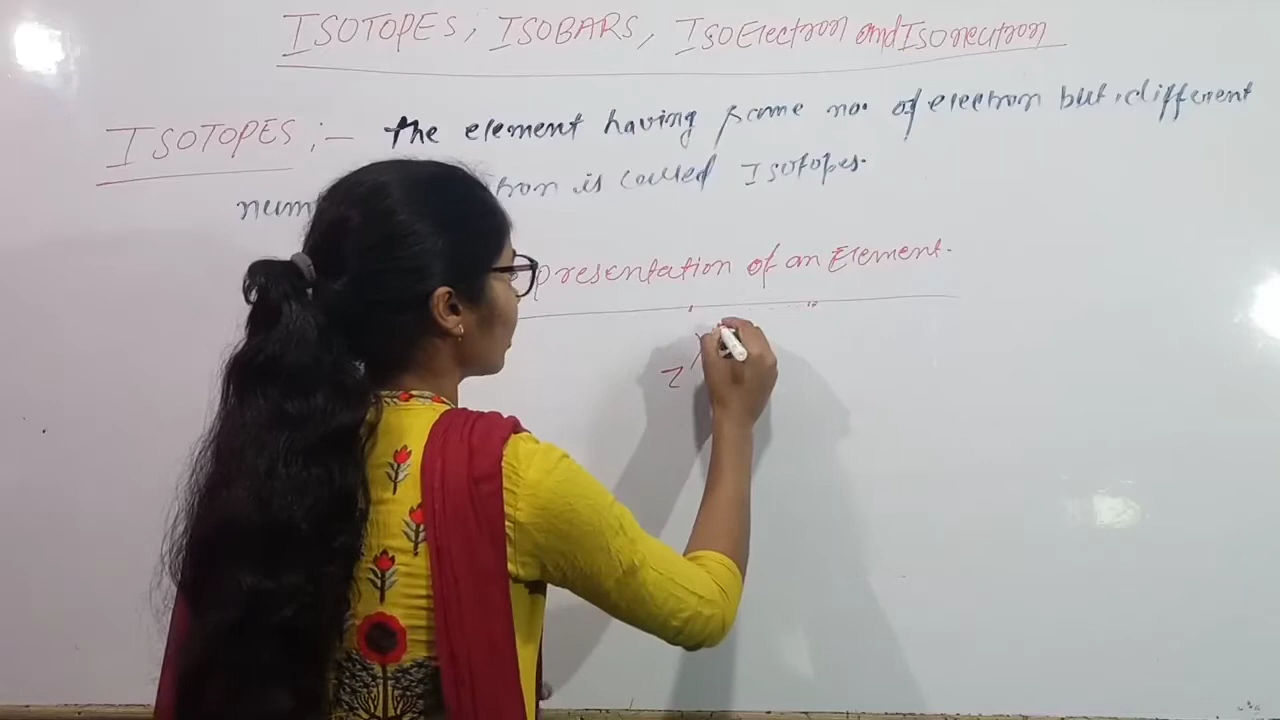 ISOTOPES, ISOBARS, IsoElectron and Isoneutron
ISOTOPES :- The element having same no. of electron but different
is called Isotopes.
presentation of an Element.
Z